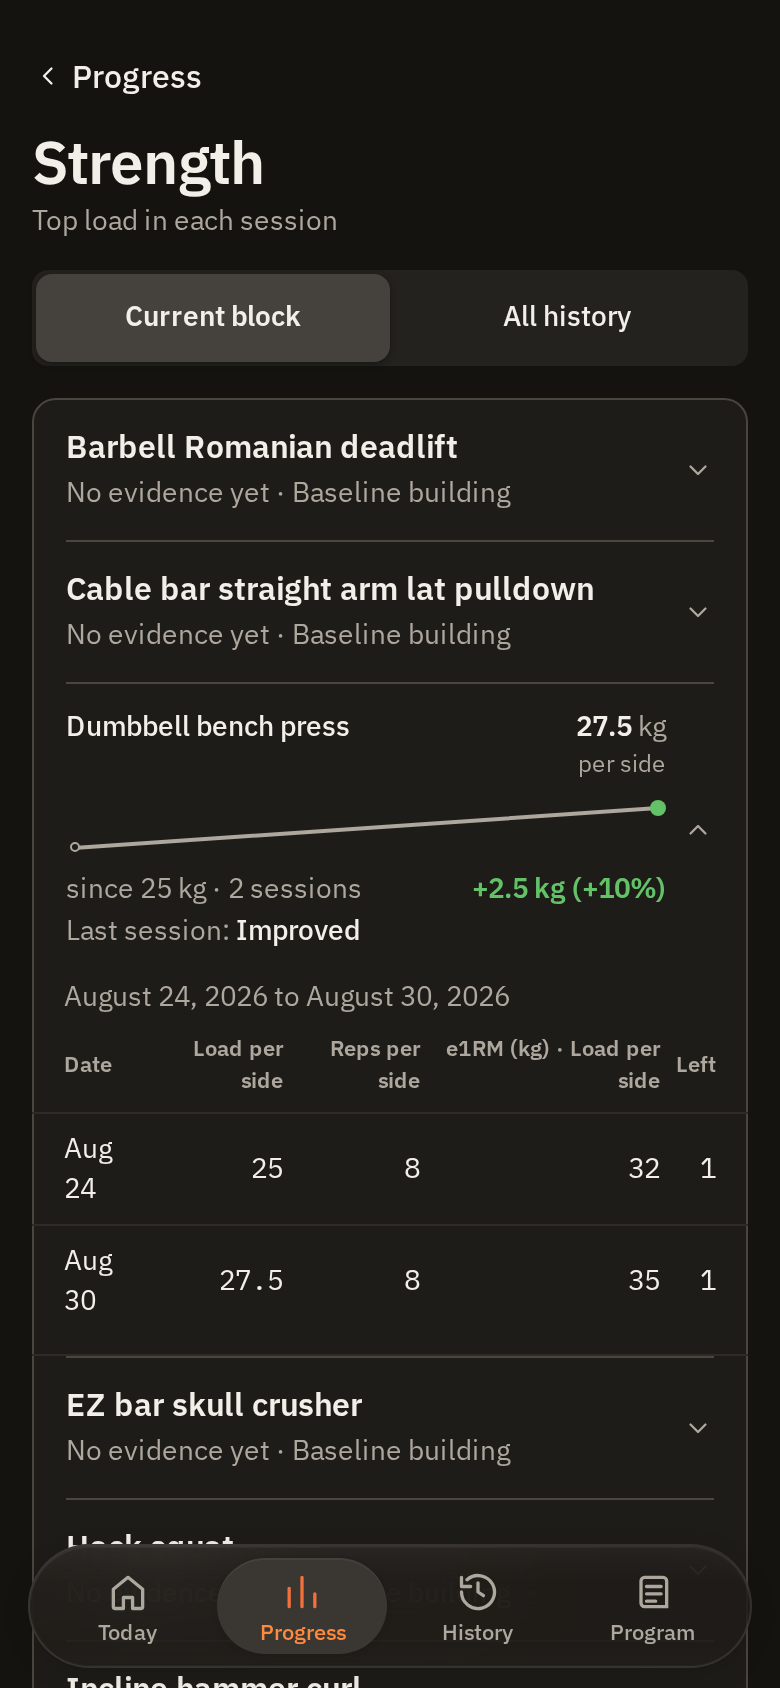 Progress
Strength
Top load in each session
Current block
All history
Barbell Romanian deadlift
No evidence yet · Baseline building
Cable bar straight arm lat pulldown
No evidence yet · Baseline building
Dumbbell bench press
27.5 kg
per side
since 25 kg · 2 sessions
+2.5 kg (+10%)
Last session: Improved
August 24, 2026 to August 30, 2026
Date
Load per
side
Reps per
side
e1RM (kg) · Load per
side
Left
Aug
24
25
8
32
1
Aug
30
27.5
8
35
1
EZ bar skull crusher
No evidence yet · Baseline building
Today
Progress
History
Program